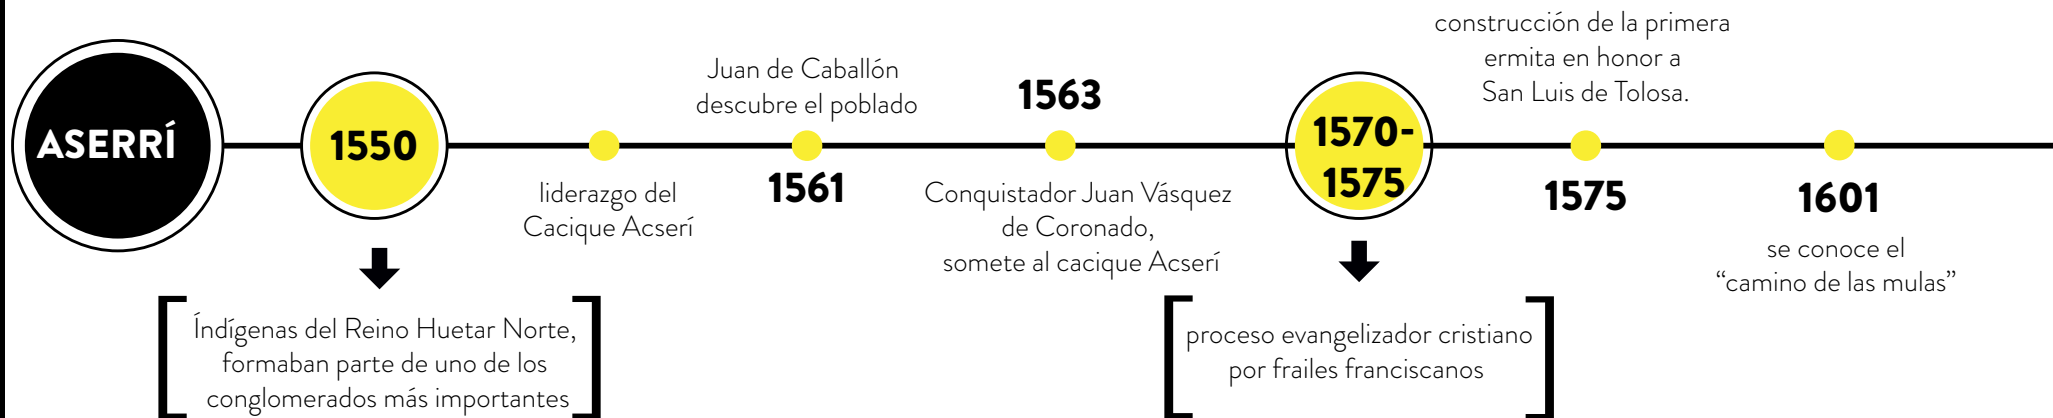 ASERRÍ
1550
Índígenas del Reino Huetar Norte,
formaban parte de uno de los
conglomerados más importantes
liderazgo del
Cacique Acserí
Juan de Caballón
descubre el poblado
1561
1563
Conquistador Juan Vásquez
de Coronado,
somete al cacique Acserí
1570-
1575
proceso evangelizador cristiano
por frailes franciscanos
construcción de la primera
ermita en honor a
San Luis de Tolosa.
1575
1601
se conoce el
“camino de las mulas”